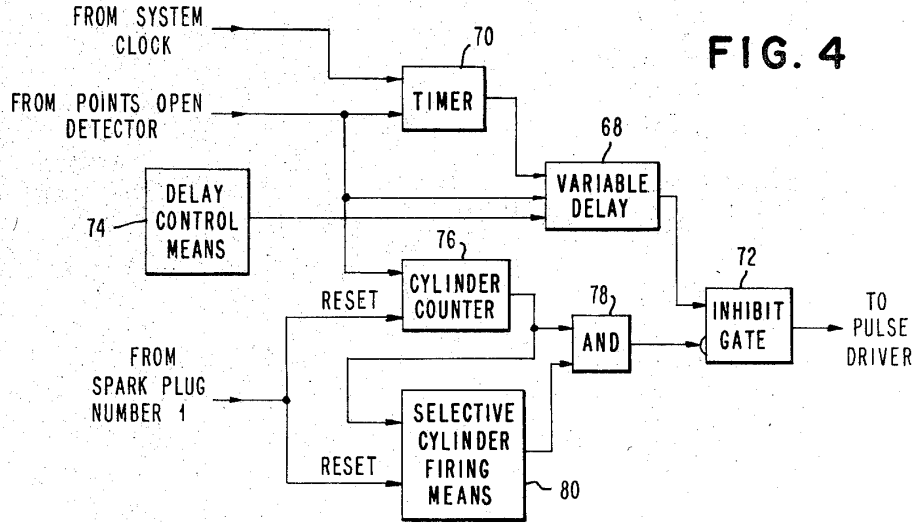 FROM SYSTEM
CLOCK
70
FIG. 4
TIMER
FROM POINTS OPEN
DETECTOR
68
VARIABLE
DELAY
DELAY
CONTROL
MEANS
74
76
CYLINDER
COUNTER
RESET
72
INHIBIT
GATE
78
AND
TO
PULSE
DRIVER
FROM
SPARK PLUG
NUMBER 1
SELECTIVE
CYLINDER
FIRING
MEANS
RESET
80